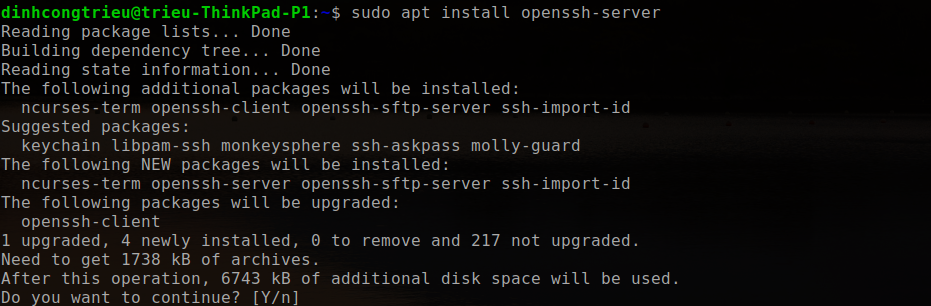 dinhcongtrieu@trieu-ThinkPad-P1:~$ sudo apt install openssh-server
Reading package lists... Done
Building dependency tree... Done
Reading state information... Done
The following additional packages will be installed:
  ncurses-term openssh-client openssh-sftp-server ssh-import-id
Suggested packages:
  keychain libpam-ssh monkeysphere ssh-askpass molly-guard
The following NEW packages will be installed:
  ncurses-term openssh-server openssh-sftp-server ssh-import-id
The following packages will be upgraded:
  openssh-client
1 upgraded, 4 newly installed, 0 to remove and 217 not upgraded.
Need to get 1738 kB of archives.
After this operation, 6743 kB of additional disk space will be used.
Do you want to continue? [Y/n]